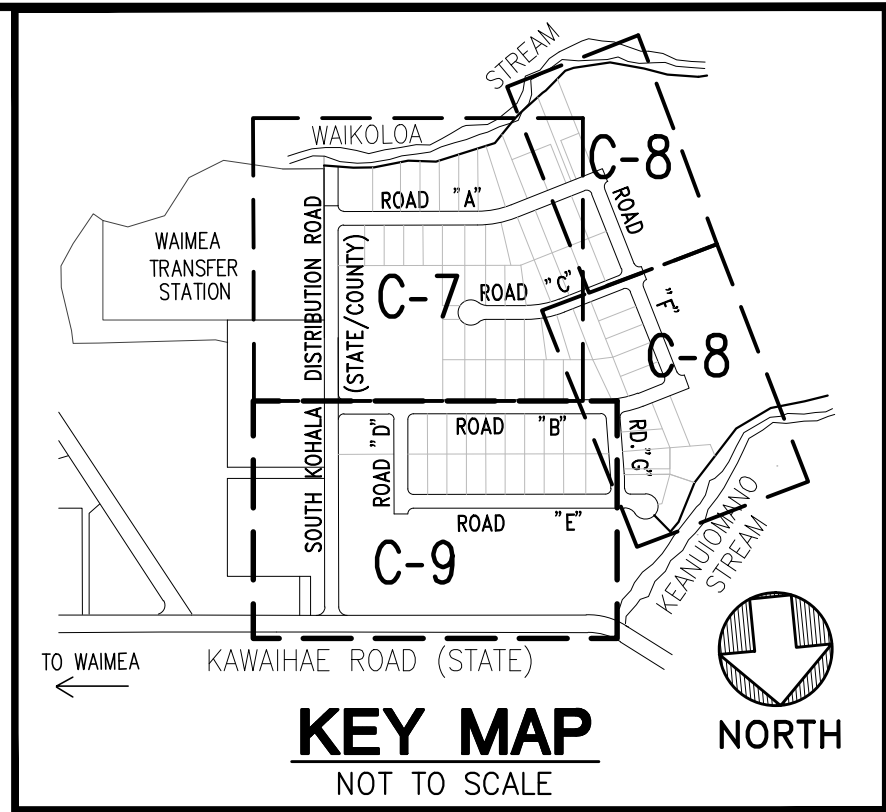 STREAM
WAIKOLOA
C-8
ROAD "A"
ROAD
WAIMEA
TRANSFER
STATION
SOUTH KOHALA DISTRIBUTION ROAD
(STATE/COUNTY)
C-7
ROAD "C"
"F"
C-8
ROAD "D"
ROAD "B"
RD. "G"
ROAD "E"
C-9
KEANUIOMANO
STREAM
TO WAIMEA
KAWAIHAE ROAD (STATE)
KEY MAP
NOT TO SCALE
NORTH